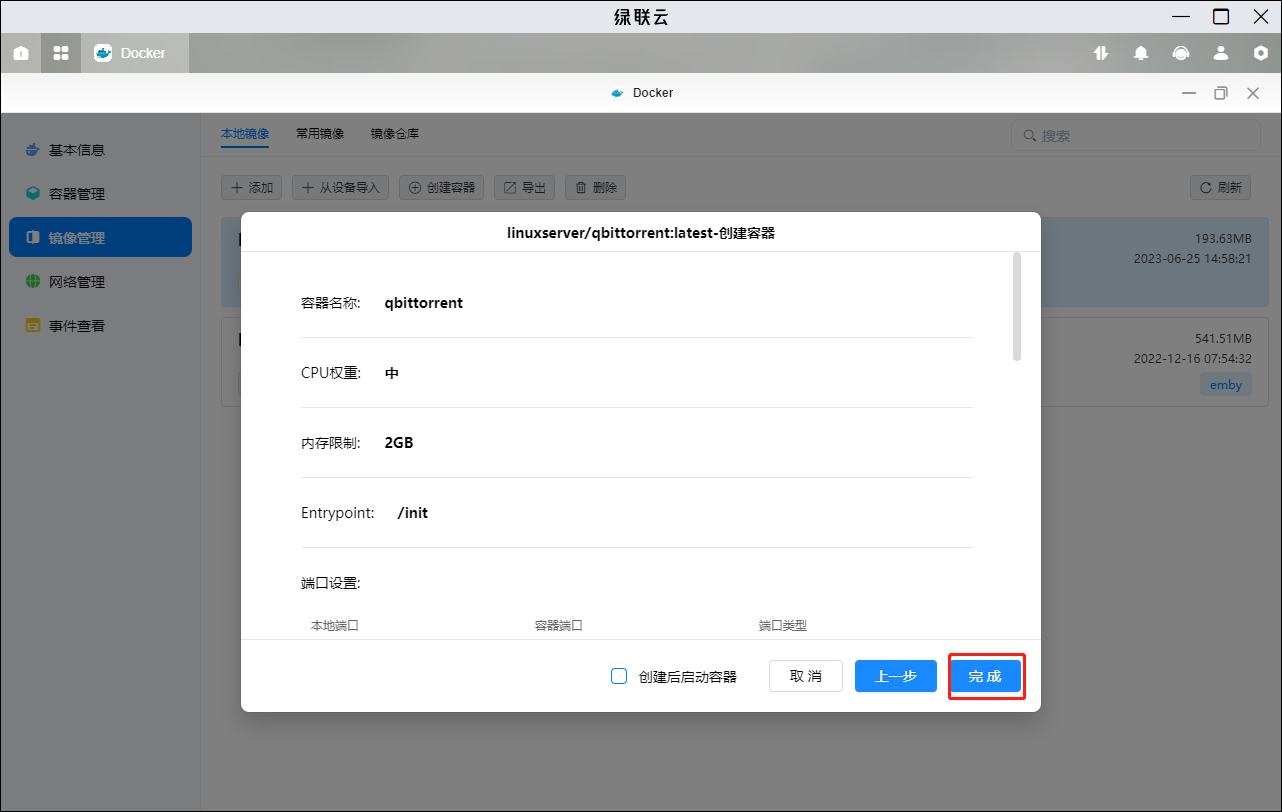 绿联云
Docker
Docker
基本信息
容器管理
镜像管理
网络管理
事件查看
本地镜像 常用镜像 镜像仓库
搜索
添加 从设备导入 创建容器 导出 删除 刷新
193.63MB
2023-06-25 14:58:21
541.51MB
2022-12-16 07:54:32
emby
linuxserver/qbittorrent:latest-创建容器
容器名称: qbittorrent
CPU权重: 中
内存限制: 2GB
Entrypoint: /init
端口设置:
本地端口 容器端口 端口类型
创建后启动容器 取消 上一步 完成